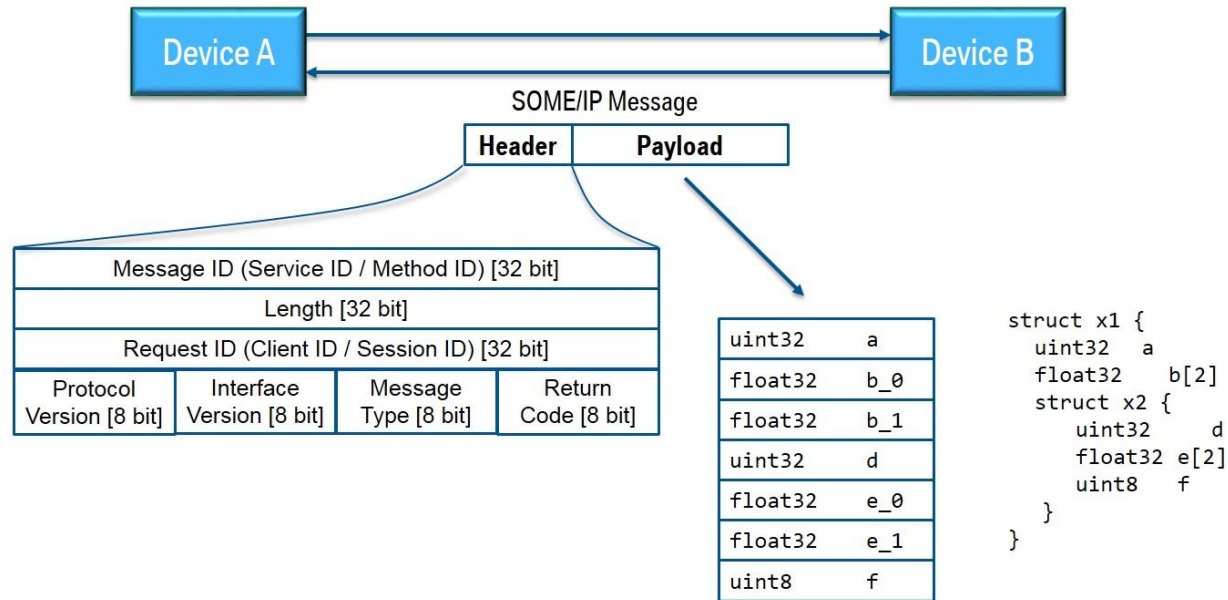 Device A
Device B
SOME/IP Message
Header Payload
Message ID (Service ID / Method ID) [32 bit]
Length [32 bit]
Request ID (Client ID / Session ID) [32 bit]
Protocol
Version [8 bit]
Interface
Version [8 bit]
Message
Type [8 bit]
Return
Code [8 bit]
uint32 a
float32 b_0
float32 b_1
uint32 d
float32 e_0
float32 e_1
uint8 f
struct x1 {
uint32 a
float32 b[2]
struct x2 {
uint32 d
float32 e[2]
uint8 f
}
}